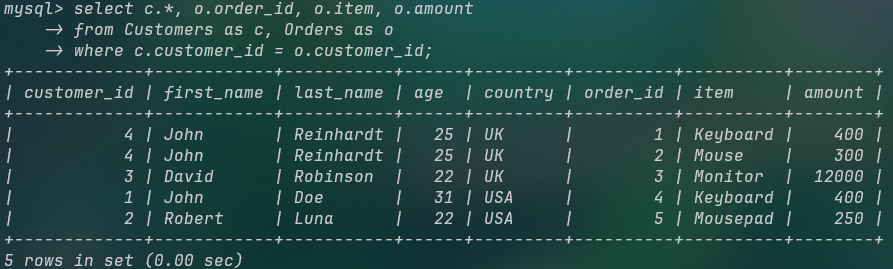 mysql> select c.*, o.order_id, o.item, o.amount
    -> from Customers as c, Orders as o
    -> where c.customer_id = o.customer_id;
+-------------+------------+-----------+------+---------+----------+----------+--------+
| customer_id | first_name | last_name | age  | country | order_id | item     | amount |
+-------------+------------+-----------+------+---------+----------+----------+--------+
|           4 | John       | Reinhardt |   25 | UK      |        1 | Keyboard |    400 |
|           4 | John       | Reinhardt |   25 | UK      |        2 | Mouse    |    300 |
|           3 | David      | Robinson  |   22 | UK      |        3 | Monitor  |  12000 |
|           1 | John       | Doe       |   31 | USA     |        4 | Keyboard |    400 |
|           2 | Robert     | Luna      |   22 | USA     |        5 | Mousepad |    250 |
+-------------+------------+-----------+------+---------+----------+----------+--------+
5 rows in set (0.00 sec)